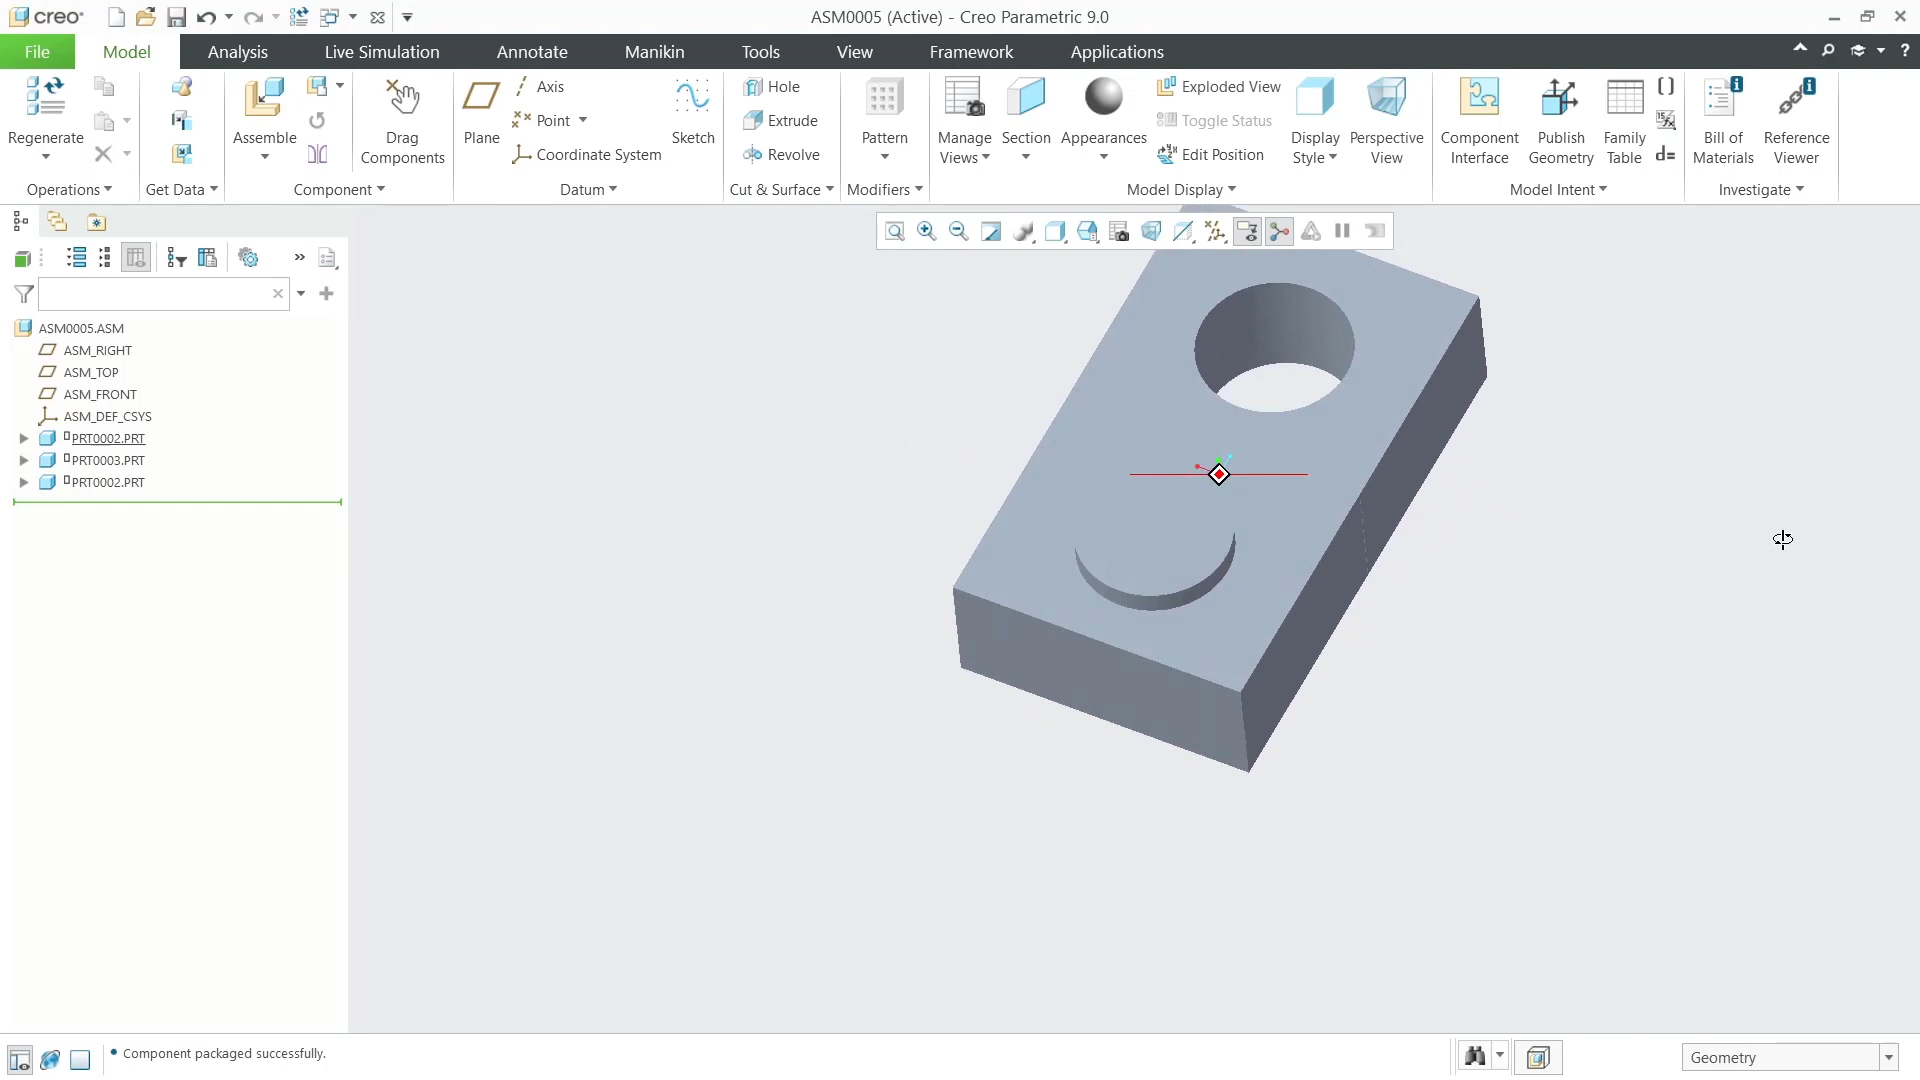 creo
ASM0005 (Active) - Creo Parametric 9.0
File Model Analysis Live Simulation Annotate Manikin Tools View Framework Applications
Regenerate
Operations
Get Data
Assemble
Drag Components
Component
Plane
Axis
Point
Coordinate System
Sketch
Datum
Hole
Extrude
Revolve
Cut & Surface
Pattern
Modifiers
Manage Views
Section
Appearances
Exploded View
Toggle Status
Edit Position
Display Style
Perspective View
Model Display
Component Interface
Publish Geometry
Family Table
d=
Model Intent
Bill of Materials
Reference Viewer
Investigate
ASM0005.ASM
ASM_RIGHT
ASM_TOP
ASM_FRONT
ASM_DEF_CSYS
PRT0002.PRT
PRT0003.PRT
PRT0002.PRT
Component packaged successfully.
Geometry